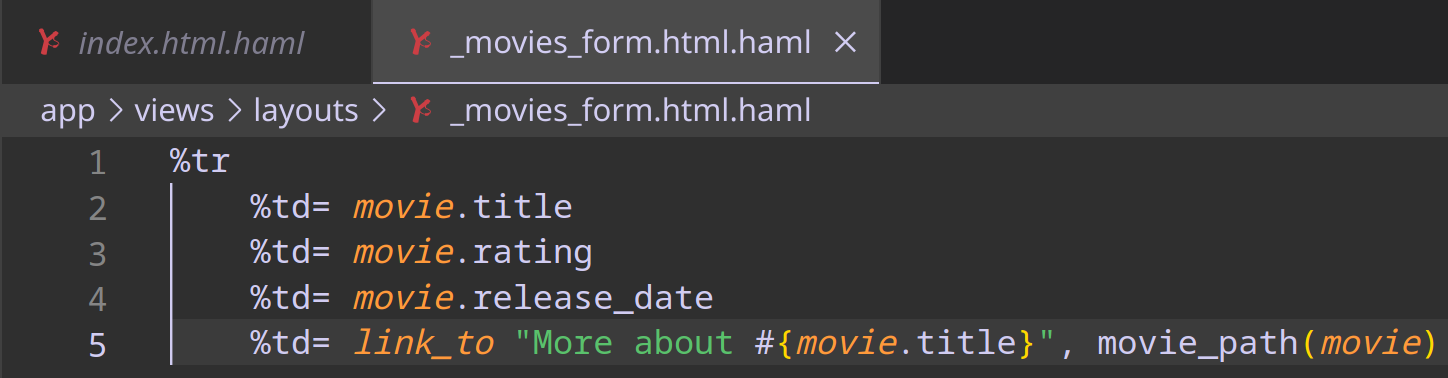 index.html.haml _movies_form.html.haml
app > views > layouts > _movies_form.html.haml
1 %tr
2 %td= movie.title
3 %td= movie.rating
4 %td= movie.release_date
5 %td= link_to "More about #{movie.title}", movie_path(movie)